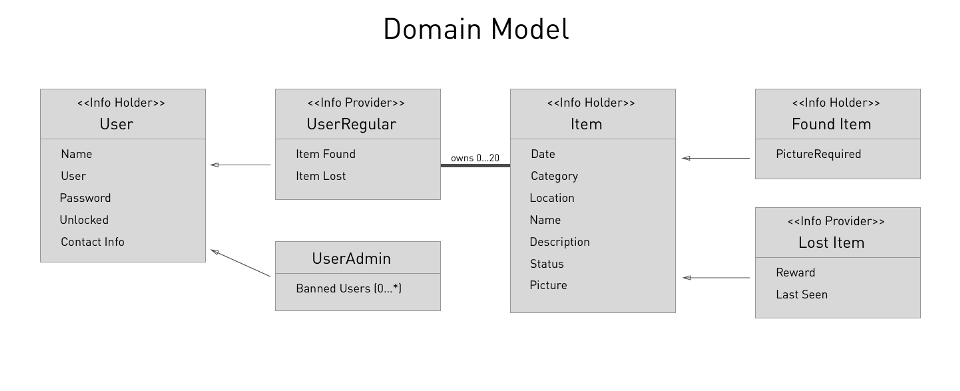 Domain Model
<<Info Holder>>
User
Name
User
Password
Unlocked
Contact Info
<<Info Provider>>
UserRegular
Item Found
Item Lost
owns 0...20
UserAdmin
Banned Users (0...*)
<<Info Holder>>
Item
Date
Category
Location
Name
Description
Status
Picture
<<Info Holder>>
Found Item
PictureRequired
<<Info Provider>>
Lost Item
Reward
Last Seen